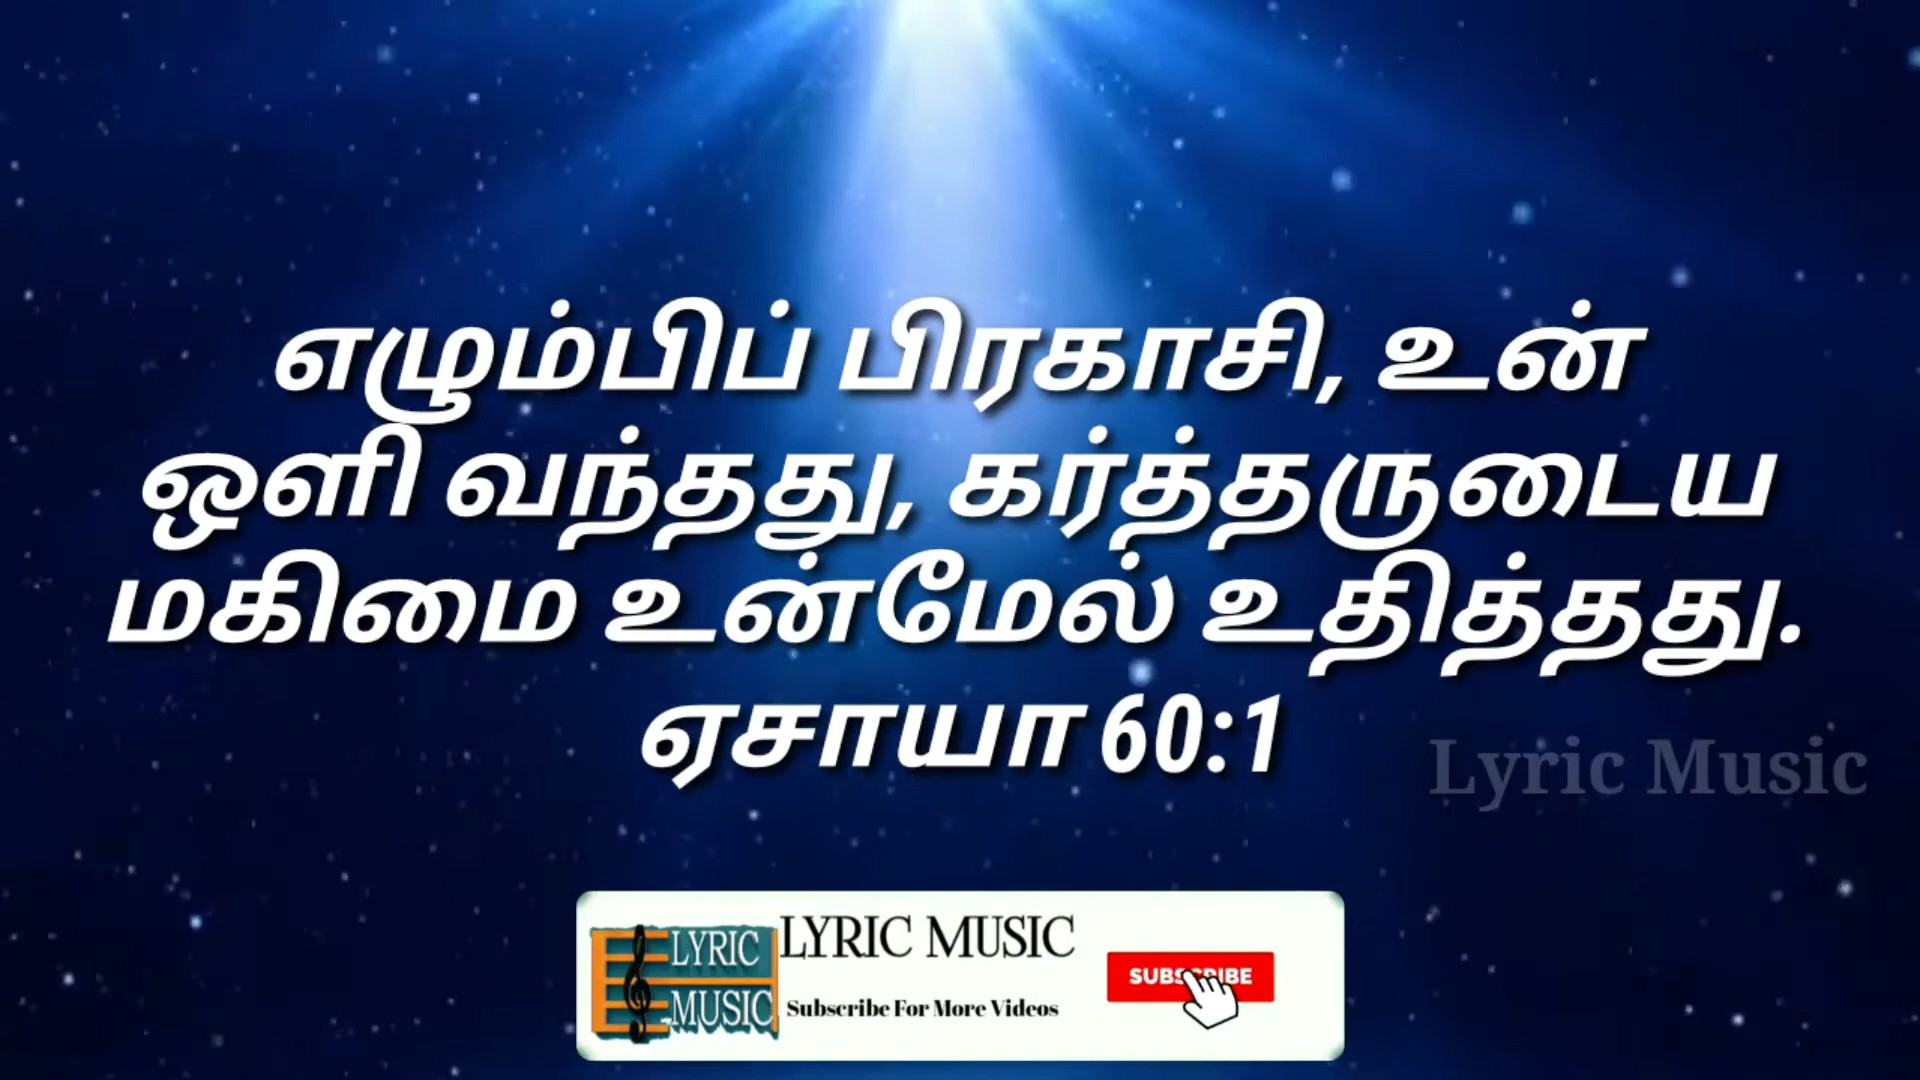 எழும்பிப் பிரகாசி, உன்
ஒளி வந்தது, கர்த்தருடைய
மகிமை உன்மேல் உதித்தது.
ஏசாயா 60:1
Lyric Music
LYRIC
MUSIC
LYRIC MUSIC
Subscribe For More Videos
SUBSCRIBE